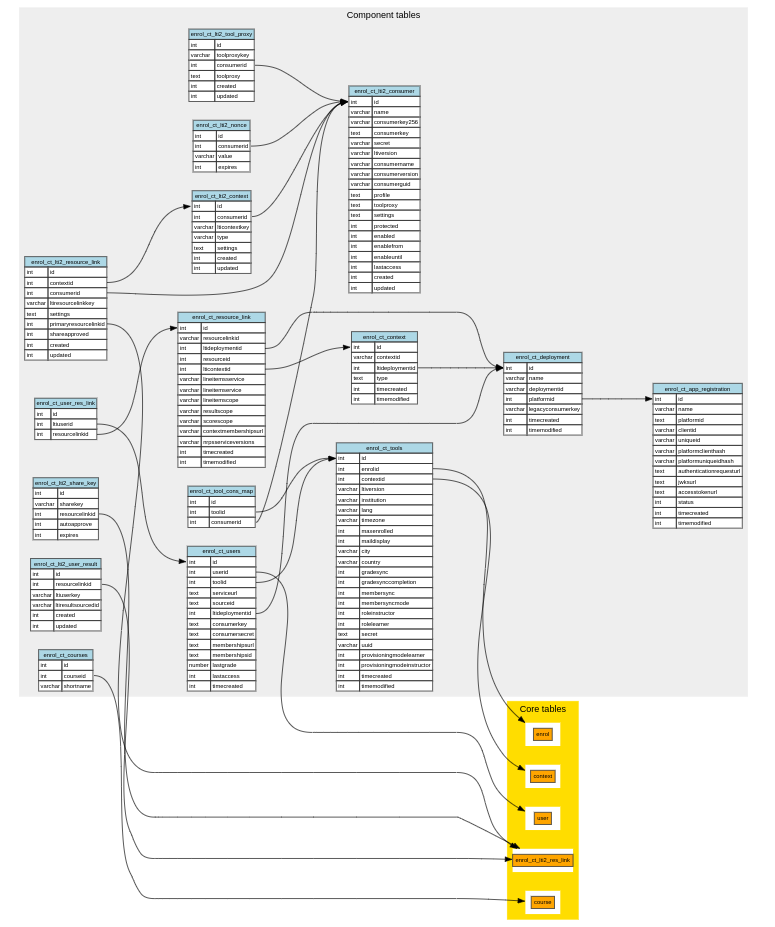 Component tables
enrol_ct_lti2_tool_proxy
int id
varchar toolproxykey
int consumerid
text toolproxy
int created
int updated
enrol_ct_lti2_consumer
int id
varchar name
varchar consumerkey256
text consumerkey
varchar secret
varchar ltiversion
varchar consumername
varchar consumerversion
varchar consumerguid
text profile
text toolproxy
text settings
int protected
int enabled
int enablefrom
int enableuntil
int lastaccess
int created
int updated
enrol_ct_lti2_nonce
int id
int consumerid
varchar value
int expires
enrol_ct_lti2_context
int id
int consumerid
varchar lticontextkey
varchar type
text settings
int created
int updated
enrol_ct_lti2_resource_link
int id
int contextid
int consumerid
varchar ltiresourcelinkkey
text settings
int primaryresourcelinkid
int shareapproved
int created
int updated
enrol_ct_resource_link
int id
varchar resourcelinkid
int ltideploymentid
int resourceid
int lticontextid
varchar lineitemsservice
varchar lineitemservice
varchar lineitemscope
varchar resultscope
varchar scorescope
varchar contextmembershipsurl
varchar nrpsserviceversions
int timecreated
int timemodified
enrol_ct_context
int id
varchar contextid
int ltideploymentid
text type
int timecreated
int timemodified
enrol_ct_deployment
int id
varchar name
varchar deploymentid
int platformid
varchar legacyconsumerkey
int timecreated
int timemodified
enrol_ct_app_registration
int id
varchar name
text platformid
varchar clientid
varchar uniqueid
varchar platformclienthash
varchar platformuniqueidhash
text authenticationrequesturl
text jwksurl
text accesstokenurl
int status
int timecreated
int timemodified
enrol_ct_user_res_link
int id
int ltiuserid
int resourcelinkid
enrol_ct_tools
int id
int enrolid
int contextid
varchar ltiversion
varchar institution
varchar lang
varchar timezone
int maxenrolled
int maildisplay
varchar city
varchar country
int gradesync
int gradesynccompletion
int membersync
int membersyncmode
int roleinstructor
int rolelearner
text secret
varchar uuid
int provisioningmodelearner
int provisioningmodeinstructor
int timecreated
int timemodified
enrol_ct_lti2_share_key
int id
varchar sharekey
int resourcelinkid
int autoapprove
int expires
enrol_ct_tool_cons_map
int id
int toolid
int consumerid
enrol_ct_users
int id
int userid
int toolid
text serviceurl
text sourceid
int ltideploymentid
text consumerkey
text consumersecret
text membershipsurl
text membershipsid
number lastgrade
int lastaccess
int timecreated
enrol_ct_lti2_user_result
int id
int resourcelinkid
varchar ltiuserkey
varchar ltiresultsourcedid
int created
int updated
enrol_ct_courses
int id
int courseid
varchar shortname
Core tables
enrol
context
user
enrol_ct_lti2_res_link
course